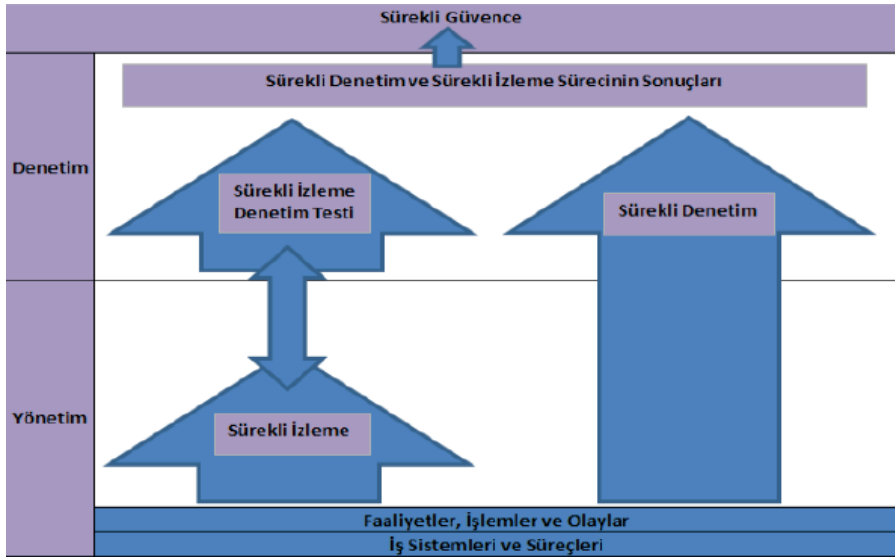 Sürekli Güvence
Sürekli Denetim ve Sürekli İzleme Sürecinin Sonuçları
Denetim
Sürekli İzleme
Denetim Testi
Sürekli Denetim
Yönetim
Sürekli İzleme
Faaliyetler, İşlemler ve Olaylar
İş Sistemleri ve Süreçleri